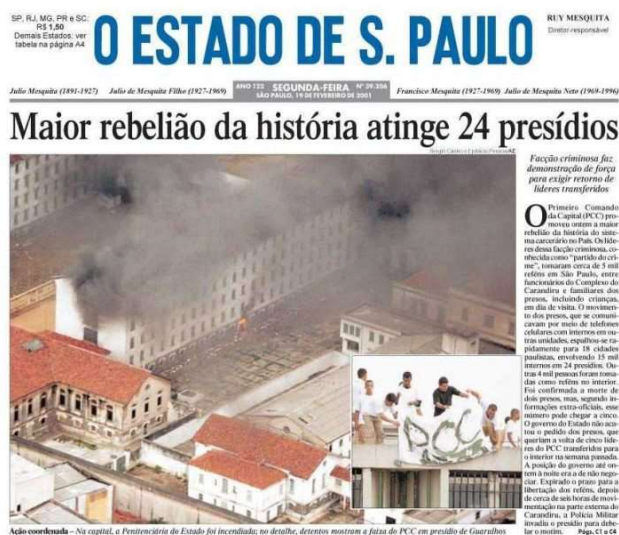 SP, RJ, MG, PR e SC:
R$ 1,50
Demais Estados: ver
tabela na página A4
O ESTADO DE S. PAULO
RUY MESQUITA
Diretor responsável
Julio Mesquita (1891-1927) Julio de Mesquita Filho (1927-1969)
ANO 122 SEGUNDA-FEIRA Nº 39.206
SÃO PAULO, 19 DE FEVEREIRO DE 2001
Francisco Mesquita (1927-1969) Julio de Mesquita Neto (1969-1996)
Maior rebelião da história atinge 24 presídios
Facção criminosa faz
demonstração de força
para exigir retorno de
líderes transferidos
O Primeiro Comando
da Capital (PCC) pro-
moveu ontem a maior
rebelião da história do siste-
ma carcerário no País. Os líde-
res dessa facção criminosa, co-
nhecida como "partido do cri-
me", tomaram cerca de 5 mil
reféns em São Paulo, entre
funcionários do Complexo do
Carandiru e familiares dos
presos, incluindo crianças,
em dia de visita. O movimen-
to dos presos, que se comuni-
cavam por meio de telefones
celulares com internos em ou-
tras unidades, espalhou-se ra-
pidamente para 18 cidades
paulistas, envolvendo 15 mil
internos em 24 presídios. Ou-
tras 4 mil pessoas foram toma-
das como reféns no interior.
Foi confirmada a morte de
dois presos, mas, segundo in-
formações extra-oficiais, esse
número pode chegar a cinco.
O governo do Estado não aca-
tou o pedido dos presos, que
queriam a volta de cinco líde-
res do PCC transferidos para
o interior na semana passada.
A posição do governo até on-
tem à noite era a de não nego-
ciar. Expirado o prazo para a
libertação dos reféns, depois
de cerca de seis horas de movi-
mentação na parte externa do
Carandiru, a Polícia Militar
invadiu o presídio para debe-
lar o motim. Págs. C1 a C4
PCC
Ação coordenada – Na capital, a Penitenciária do Estado foi incendiada; no detalhe, detentos mostram a faixa do PCC em presídio de Guarulhos